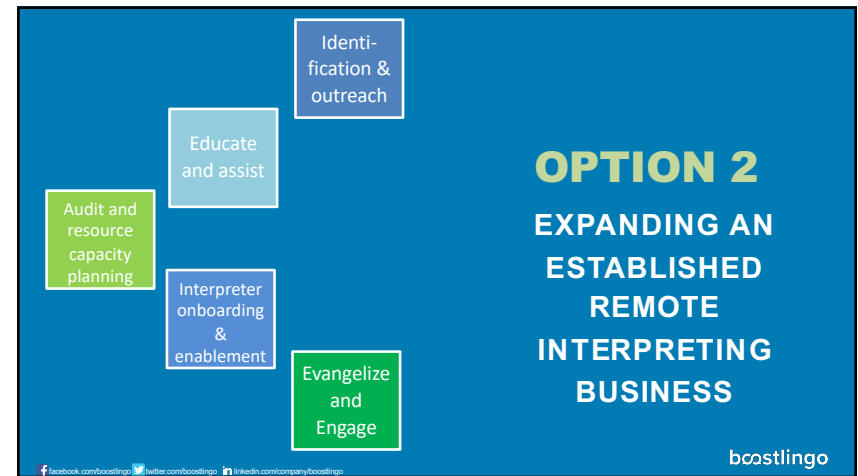 Identi-
fication &
outreach
Educate
and assist
Audit and
resource
capacity
planning
Interpreter
onboarding
&
enablement
Evangelize
and
Engage
OPTION 2
EXPANDING AN
ESTABLISHED
REMOTE
INTERPRETING
BUSINESS
facebook.com/boostlingo twitter.com/boostlingo in linkedin.com/company/boostlingo
boostlingo